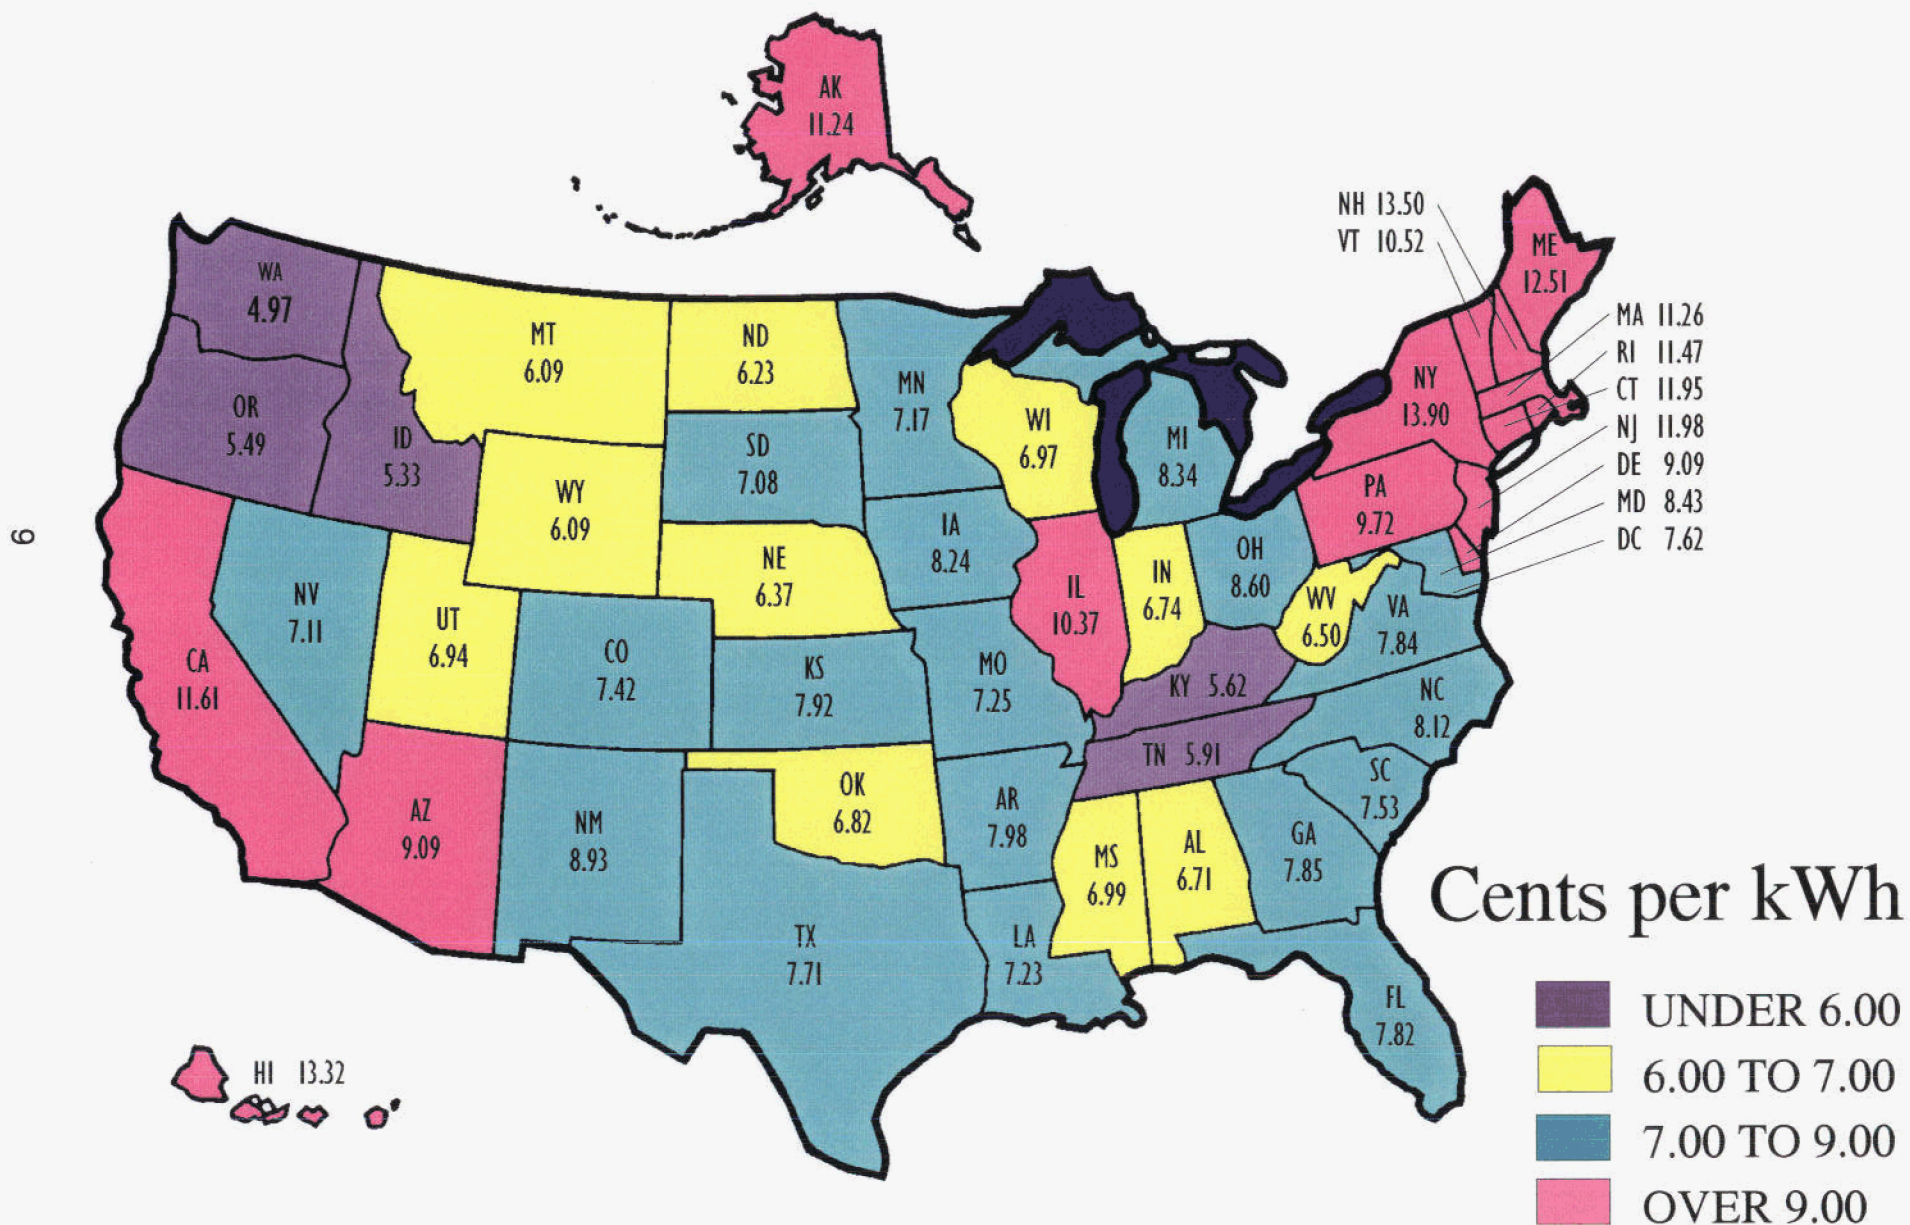 AK
11.24
NH 13.50
VT 10.52
ME
12.51
WA
4.97
MT
6.09
ND
6.23
MN
7.17
MA 11.26
RI 11.47
CT 11.95
NJ 11.98
DE 9.09
MD 8.43
DC 7.62
OR
5.49
ID
5.33
SD
7.08
WI
6.97
MI
8.34
NY
13.90
PA
9.72
WY
6.09
IA
8.24
NE
6.37
IL
10.37
IN
6.74
OH
8.60
WV
6.50
VA
7.84
NV
7.11
UT
6.94
CO
7.42
KS
7.92
MO
7.25
KY 5.62
NC
8.12
CA
11.61
TN 5.91
SC
7.53
AZ
9.09
NM
8.93
OK
6.82
AR
7.98
MS
6.99
AL
6.71
GA
7.85
TX
7.71
LA
7.23
FL
7.82
HI 13.32
Cents per kWh
UNDER 6.00
6.00 TO 7.00
7.00 TO 9.00
OVER 9.00
9